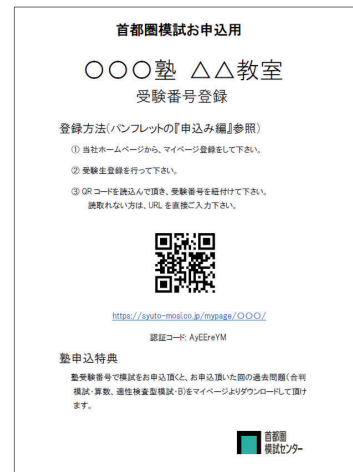 首都圏模試お申込用
○○○塾 △△教室
受験番号登録
登録方法(パンフレットの『申込み編』参照)
① 当社ホームページから、マイページ登録をして下さい。
② 受験生登録を行って下さい。
③ QRコードを読込んで頂き、受験番号を紐付けて下さい。
読取れない方は、URLを直接ご入力下さい。
https://syuto-mosi.co.jp/mypage/○○○/
認証コード: AyEEreYM
塾申込特典
塾受験番号で模試をお申込頂くと、お申込頂いた回の過去問題(合判
模試・算数、適性検査型模試・B)をマイページよりダウンロードして頂け
ます。
首都圏
模試センター